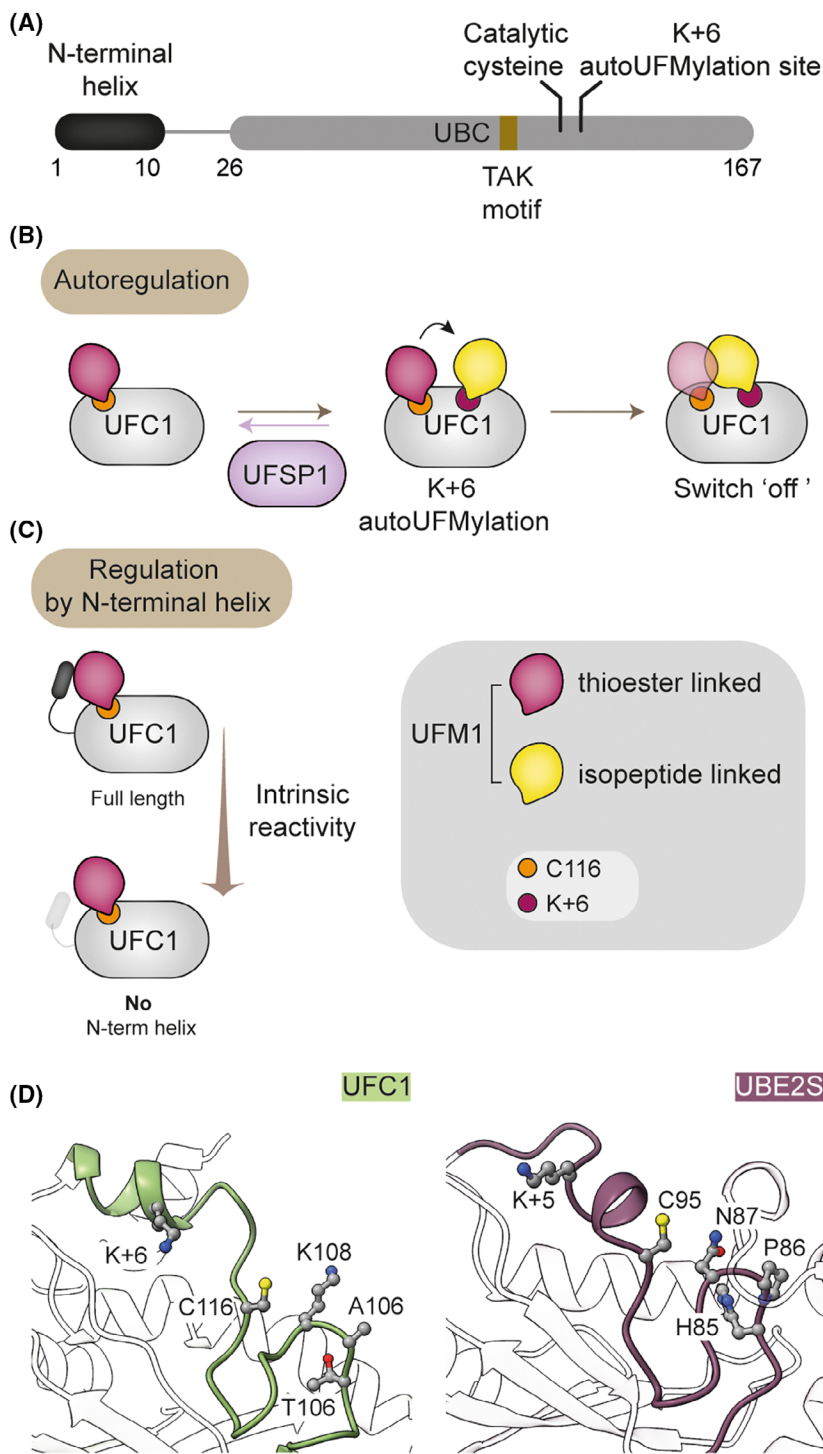 (A)
N-terminal
helix
Catalytic
cysteine
K+6
autoUFMylation site
UBC
1
10
26
167
TAK
motif
(B)
Autoregulation
UFC1
UFSP1
UFC1
K+6
autoUFMylation
UFC1
Switch ‘off ’
(C)
Regulation
by N-terminal helix
UFC1
Full length
Intrinsic
reactivity
UFC1
No
N-term helix
UFM1
thioester linked
isopeptide linked
C116
K+6
(D)
UFC1
K+6
C116
K108
A106
T106
UBE2S
K+5
C95
N87
P86
H85